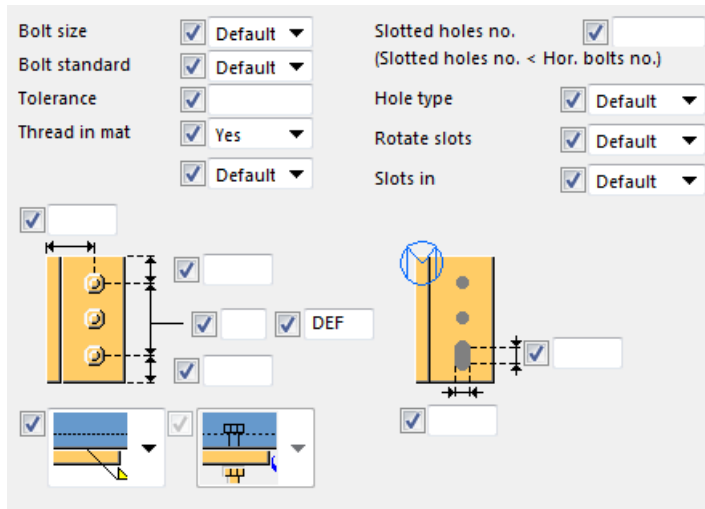 Bolt size Default
Bolt standard Default
Tolerance
Thread in mat Yes
Default
Slotted holes no.
(Slotted holes no. < Hor. bolts no.)
Hole type Default
Rotate slots Default
Slots in Default
DEF